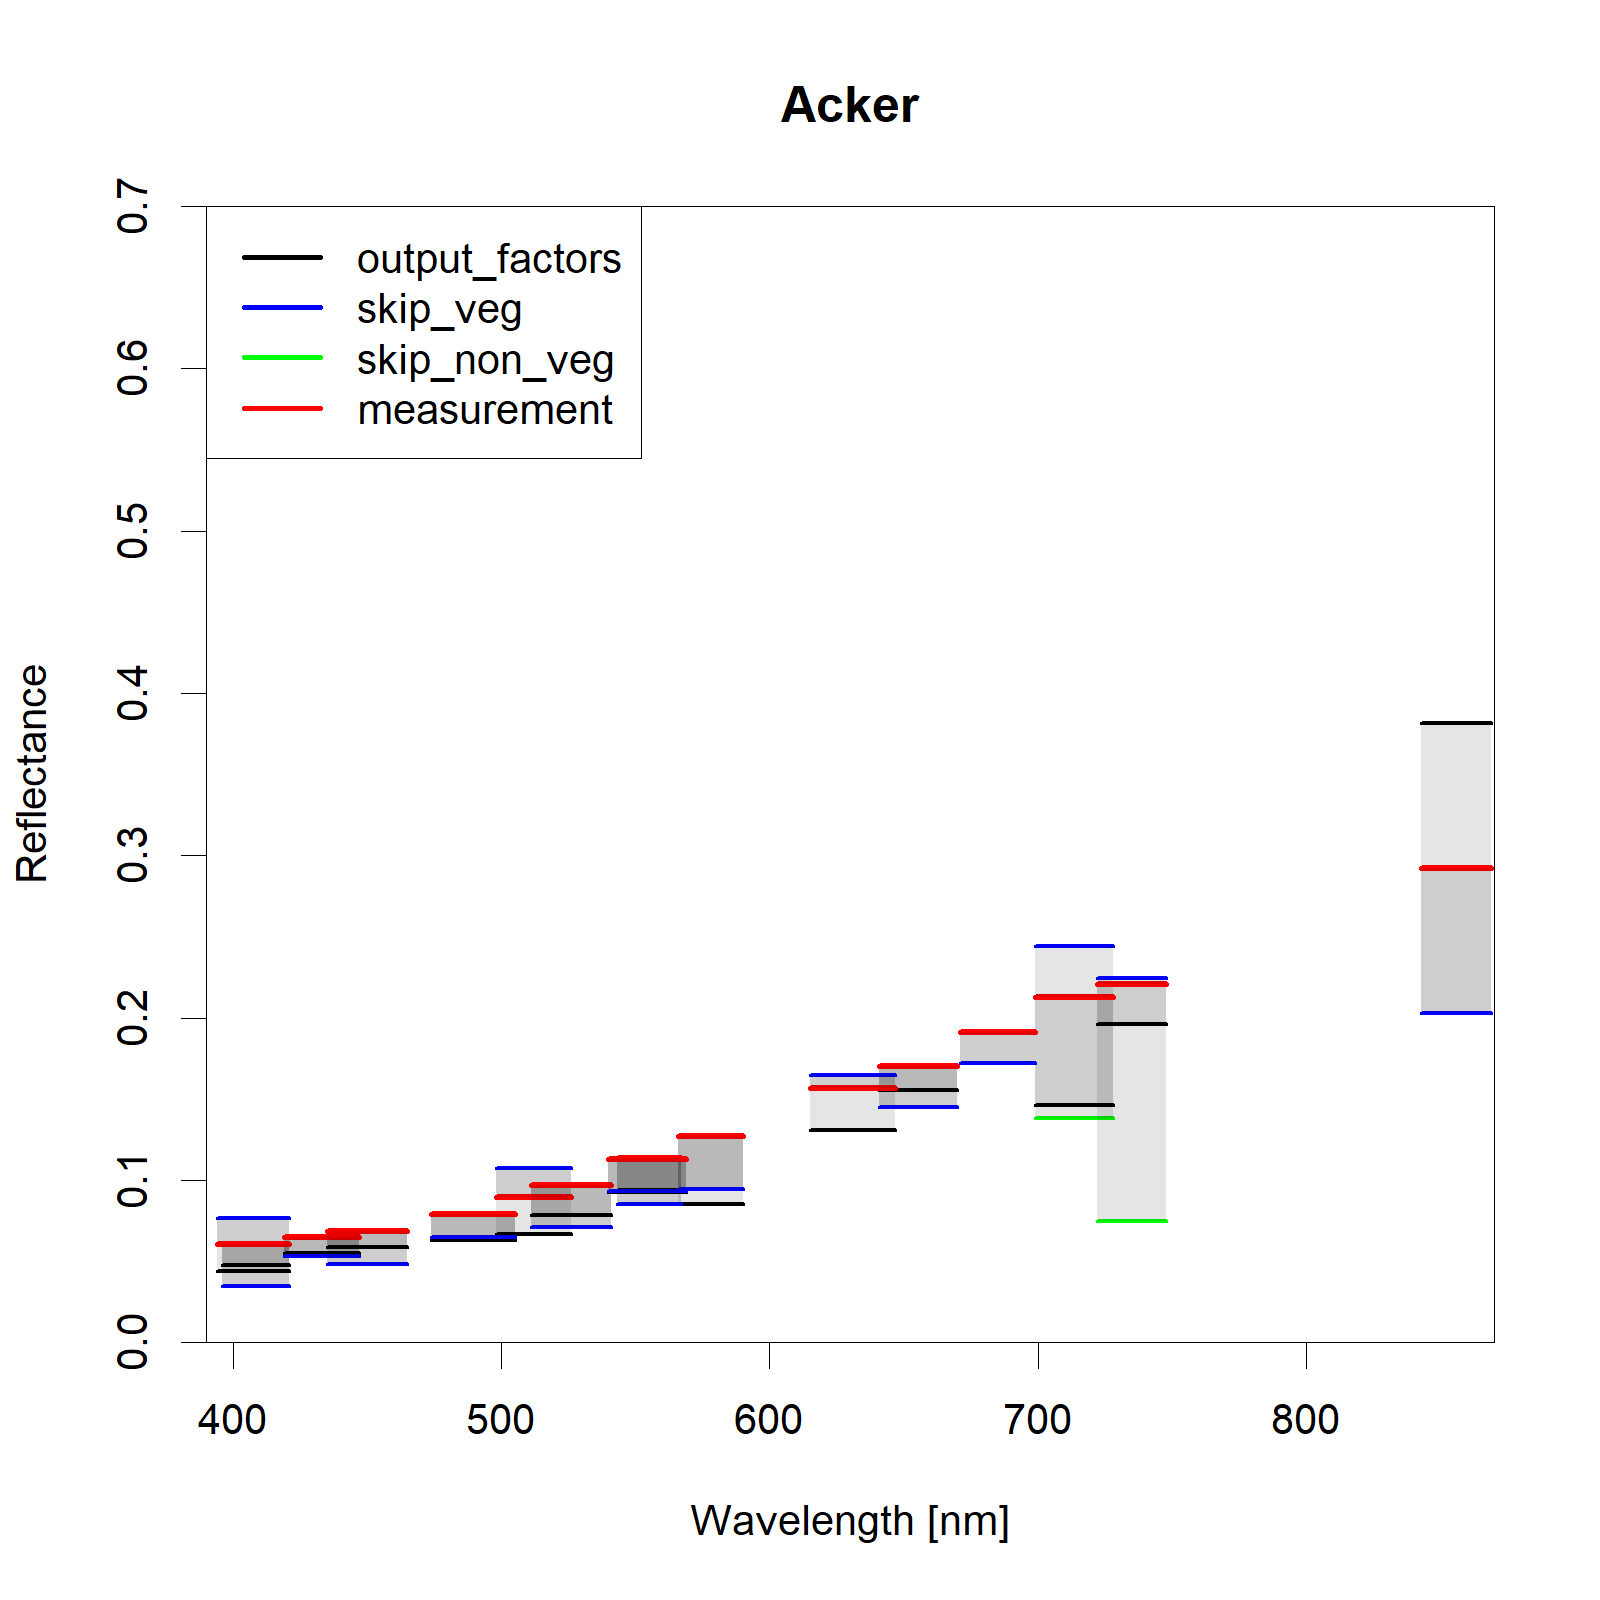 Acker
0.7
0.6
0.5
0.4
0.3
0.2
0.1
0.0
output_factors
skip_veg
skip_non_veg
measurement
Reflectance
400 500 600 700 800
Wavelength [nm]